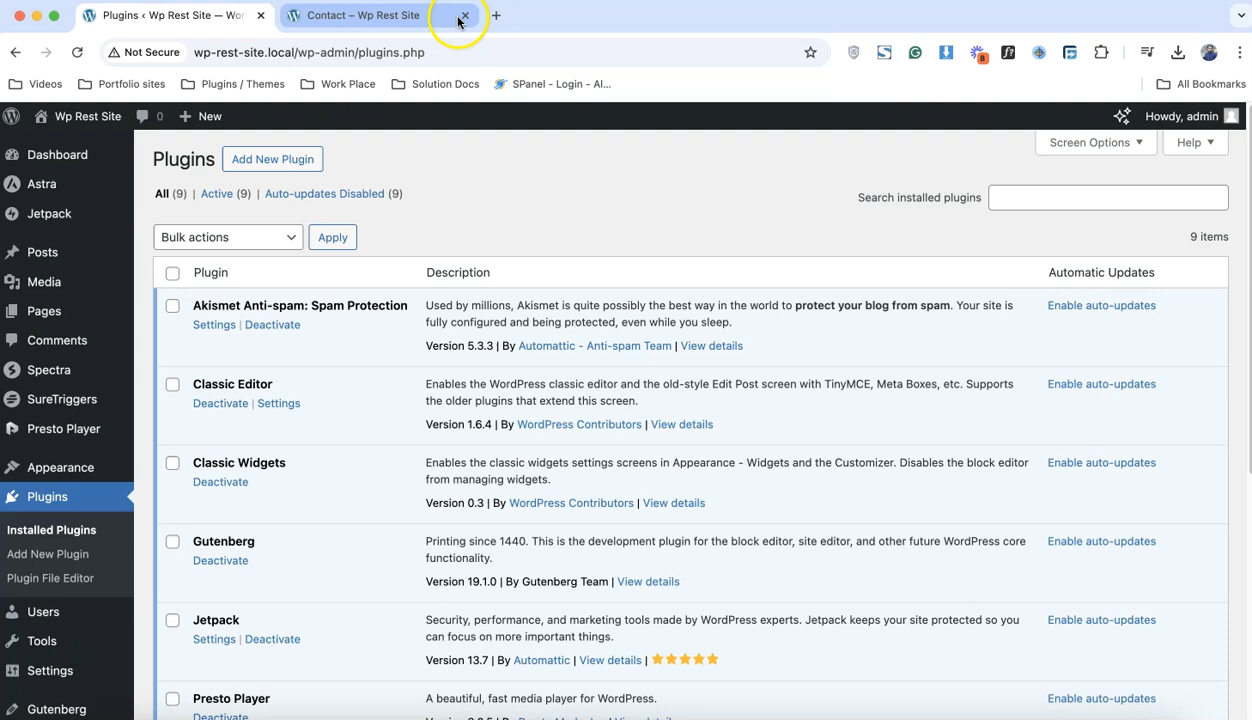 Plugins ‹ Wp Rest Site — Wor
Contact – Wp Rest Site
Not Secure
wp-rest-site.local/wp-admin/plugins.php
8
Videos
Portfolio sites
Plugins / Themes
Work Place
Solution Docs
SPanel - Login - Al...
All Bookmarks
Wp Rest Site
0
New
Howdy, admin
Dashboard
Astra
Jetpack
Posts
Media
Pages
Comments
Spectra
SureTriggers
Presto Player
Appearance
Plugins
Installed Plugins
Add New Plugin
Plugin File Editor
Users
Tools
Settings
Gutenberg
Plugins
Add New Plugin
Screen Options
Help
All (9) | Active (9) | Auto-updates Disabled (9)
Search installed plugins
Bulk actions
Apply
9 items
Plugin
Description
Automatic Updates
Akismet Anti-spam: Spam Protection
Settings | Deactivate
Used by millions, Akismet is quite possibly the best way in the world to protect your blog from spam. Your site is
fully configured and being protected, even while you sleep.
Version 5.3.3 | By Automattic - Anti-spam Team | View details
Enable auto-updates
Classic Editor
Deactivate | Settings
Enables the WordPress classic editor and the old-style Edit Post screen with TinyMCE, Meta Boxes, etc. Supports
the older plugins that extend this screen.
Version 1.6.4 | By WordPress Contributors | View details
Enable auto-updates
Classic Widgets
Deactivate
Enables the classic widgets settings screens in Appearance - Widgets and the Customizer. Disables the block editor
from managing widgets.
Version 0.3 | By WordPress Contributors | View details
Enable auto-updates
Gutenberg
Deactivate
Printing since 1440. This is the development plugin for the block editor, site editor, and other future WordPress core
functionality.
Version 19.1.0 | By Gutenberg Team | View details
Enable auto-updates
Jetpack
Settings | Deactivate
Security, performance, and marketing tools made by WordPress experts. Jetpack keeps your site protected so you
can focus on more important things.
Version 13.7 | By Automattic | View details |
Enable auto-updates
Presto Player
Deactivate
A beautiful, fast media player for WordPress.
Enable auto-updates